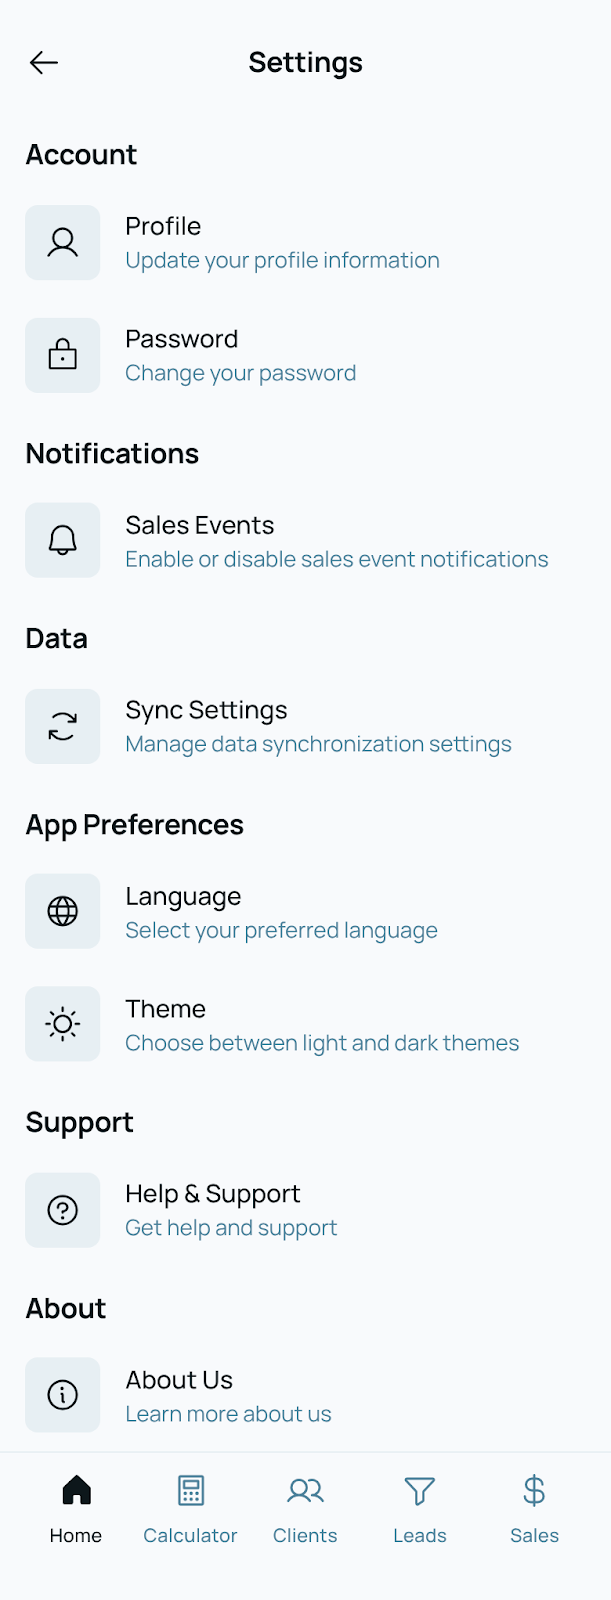 Settings
Account
Profile
Update your profile information
Password
Change your password
Notifications
Sales Events
Enable or disable sales event notifications
Data
Sync Settings
Manage data synchronization settings
App Preferences
Language
Select your preferred language
Theme
Choose between light and dark themes
Support
Help & Support
Get help and support
About
About Us
Learn more about us
Home Calculator Clients Leads Sales